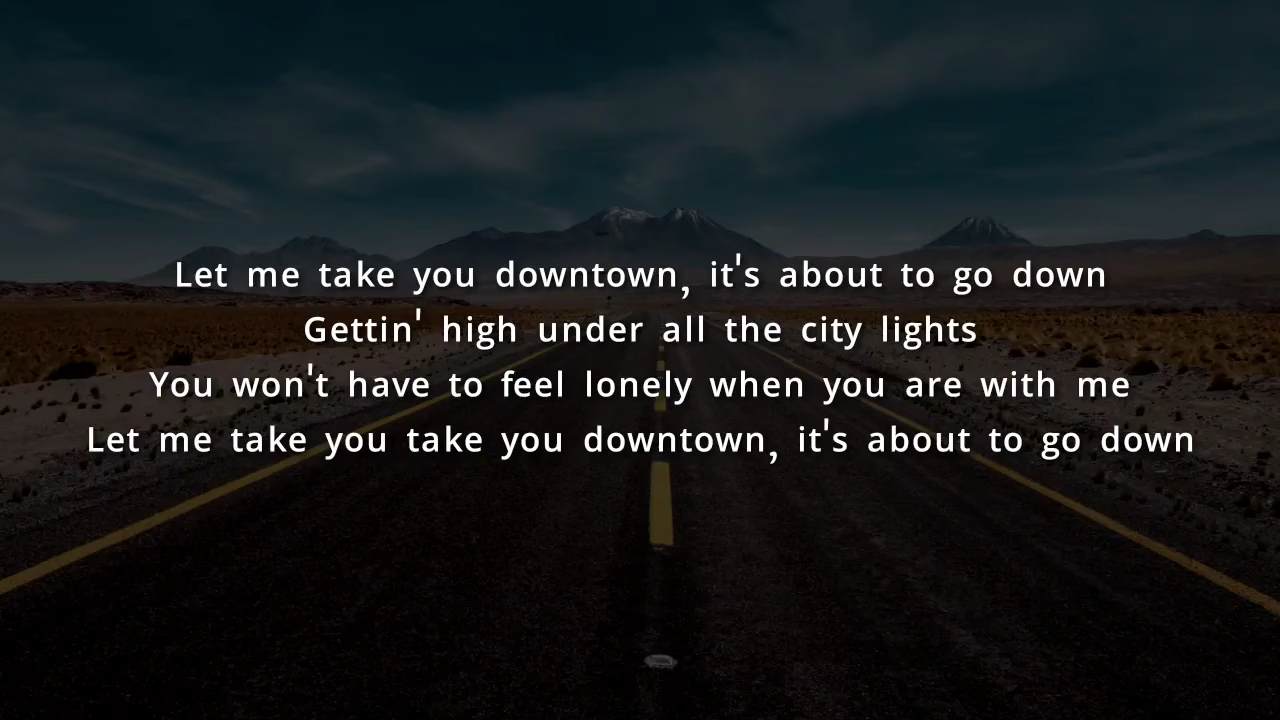 Let me take you downtown, it's about to go down
Gettin' high under all the city lights
You won't have to feel lonely when you are with me
Let me take you take you downtown, it's about to go down